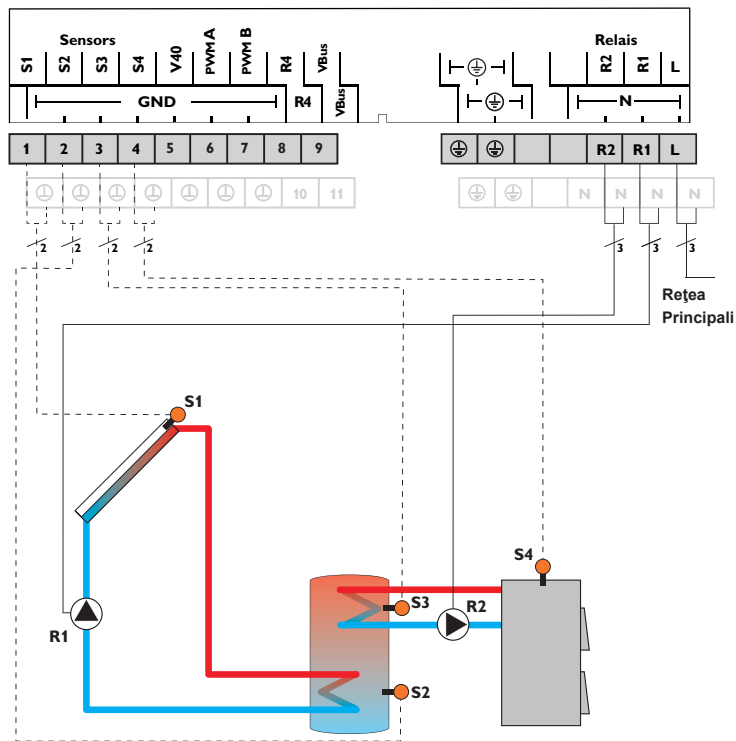 Sensors
Relais
S1 S2 S3 S4 V40 PWM A PWM B R4 VBus
R2 R1 L
GND R4 VBus
N
1 2 3 4 5 6 7 8 9
R2 R1 L
10 11
N N N
2 2 2 2
3 3 3
Reţea
Principali
S1
S4
S3
R2
R1
S2